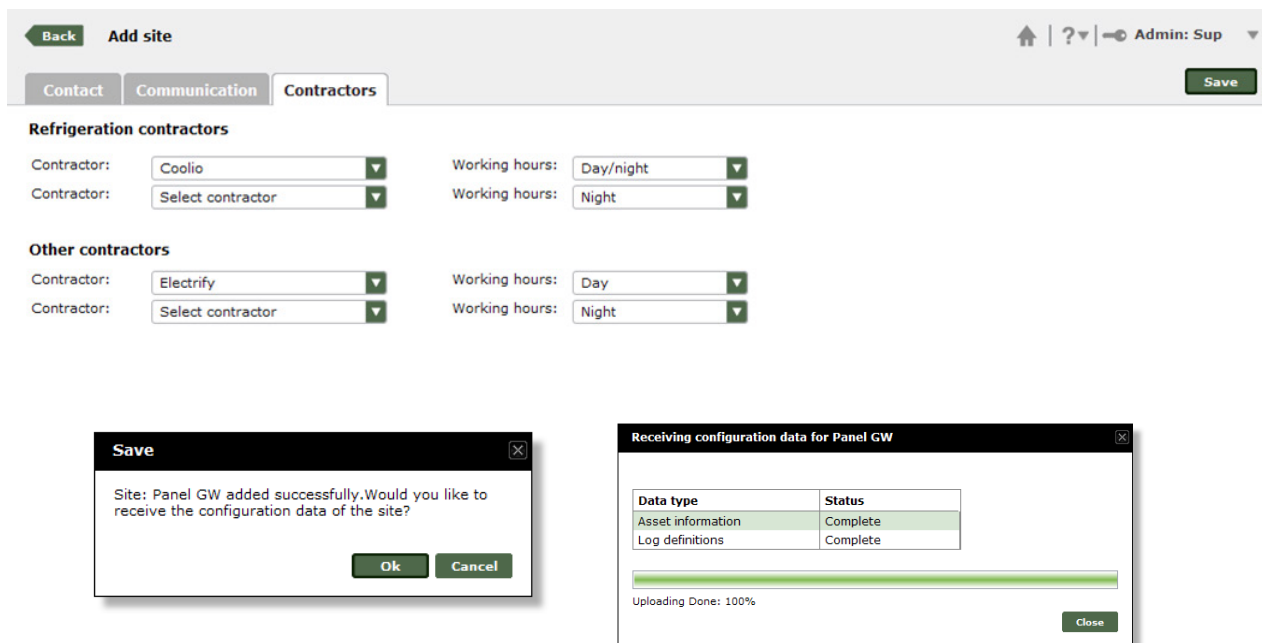 Back Add site ? Admin: Sup
Contact Communication Contractors Save
Refrigeration contractors
Contractor: Coolio Working hours: Day/night
Contractor: Select contractor Working hours: Night
Other contractors
Contractor: Electrify Working hours: Day
Contractor: Select contractor Working hours: Night
Save
Site: Panel GW added successfully.Would you like to
receive the configuration data of the site?
Ok Cancel
Receiving configuration data for Panel GW
Data type Status
Asset information Complete
Log definitions Complete
Uploading Done: 100%
Close